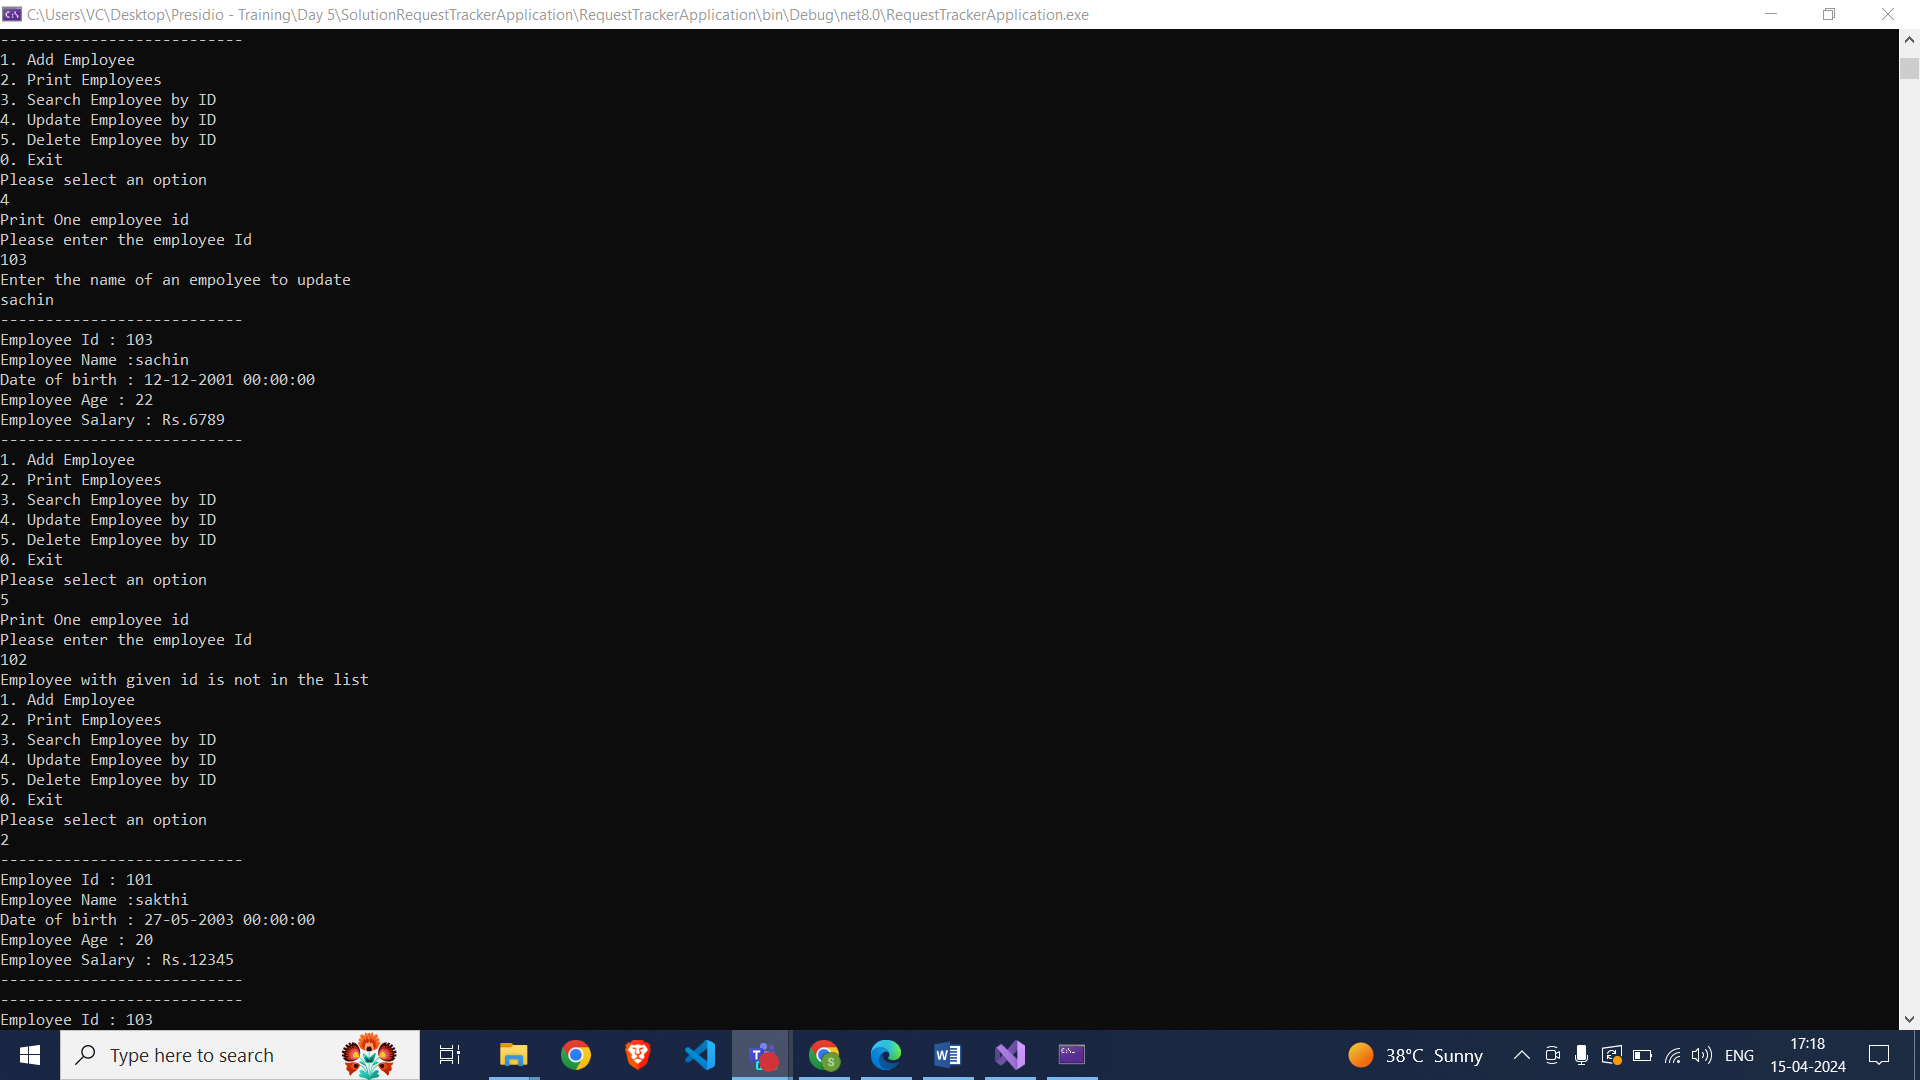 C:\Users\VC\Desktop\Presidio - Training\Day 5\SolutionRequestTrackerApplication\RequestTrackerApplication\bin\Debug\net8.0\RequestTrackerApplication.exe
---------------------------
1. Add Employee
2. Print Employees
3. Search Employee by ID
4. Update Employee by ID
5. Delete Employee by ID
0. Exit
Please select an option
4
Print One employee id
Please enter the employee Id
103
Enter the name of an empolyee to update
sachin
---------------------------
Employee Id : 103
Employee Name :sachin
Date of birth : 12-12-2001 00:00:00
Employee Age : 22
Employee Salary : Rs.6789
---------------------------
1. Add Employee
2. Print Employees
3. Search Employee by ID
4. Update Employee by ID
5. Delete Employee by ID
0. Exit
Please select an option
5
Print One employee id
Please enter the employee Id
102
Employee with given id is not in the list
1. Add Employee
2. Print Employees
3. Search Employee by ID
4. Update Employee by ID
5. Delete Employee by ID
0. Exit
Please select an option
2
---------------------------
Employee Id : 101
Employee Name :sakthi
Date of birth : 27-05-2003 00:00:00
Employee Age : 20
Employee Salary : Rs.12345
---------------------------
---------------------------
Employee Id : 103
Type here to search
38°C Sunny
ENG
17:18
15-04-2024